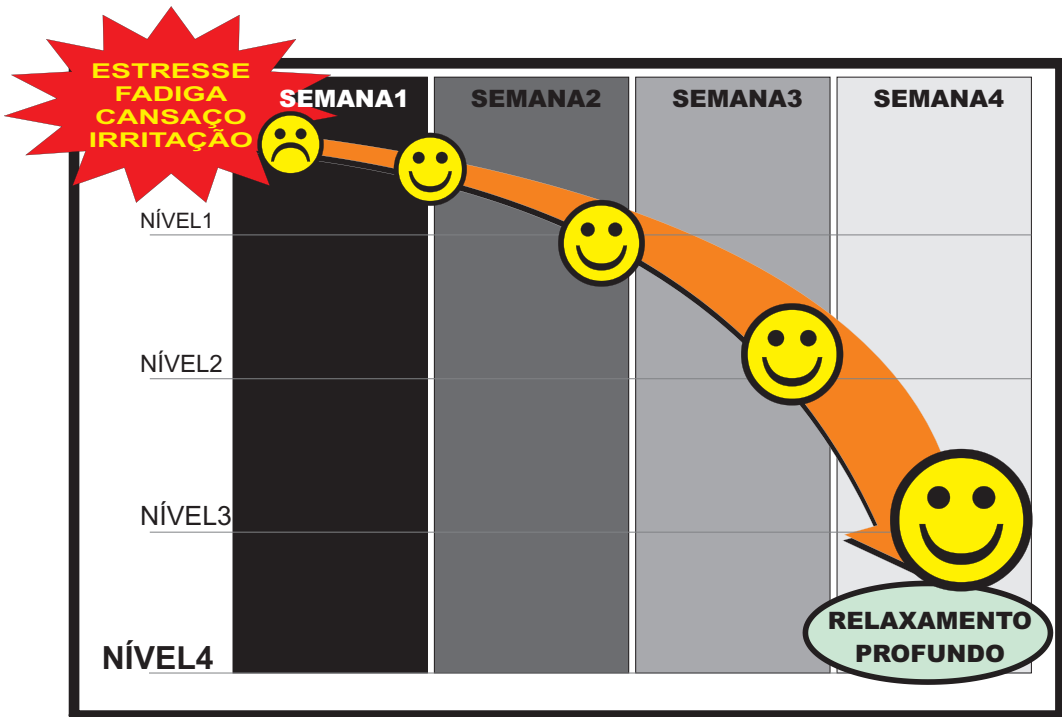 ESTRESSE
FADIGA
CANSAÇO
IRRITAÇÃO
SEMANA1
SEMANA2
SEMANA3
SEMANA4
NÍVEL1
NÍVEL2
NÍVEL3
NÍVEL4
RELAXAMENTO
PROFUNDO